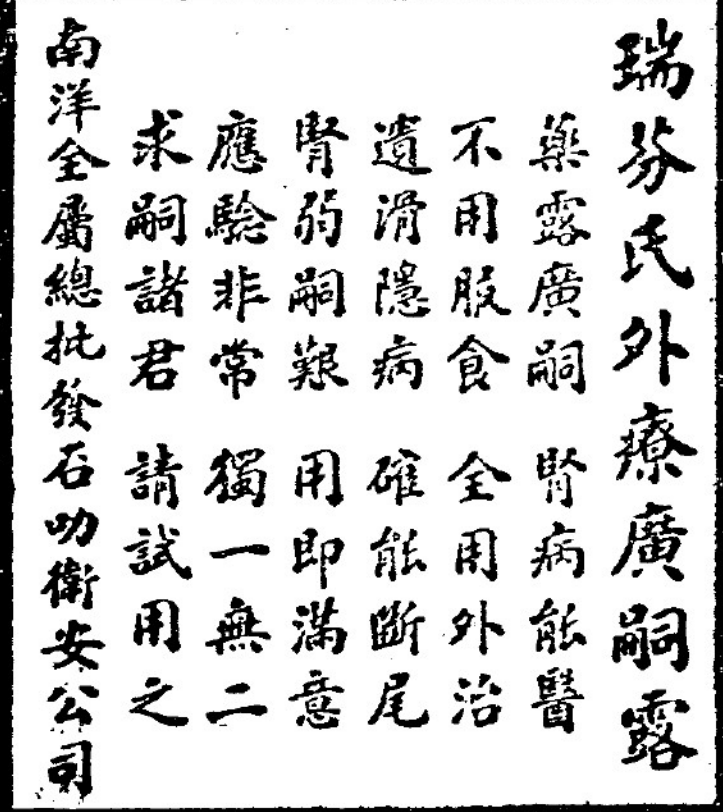 瑞芬氏外療廣嗣露
藥露廣嗣 腎病能醫
不用服食 全用外治
遺滑隱病 確能斷尾
腎弱嗣艱 用即滿意
應驗非常 獨一無二
求嗣諸君 請試用之
南洋全屬總批發石叻衛安公司